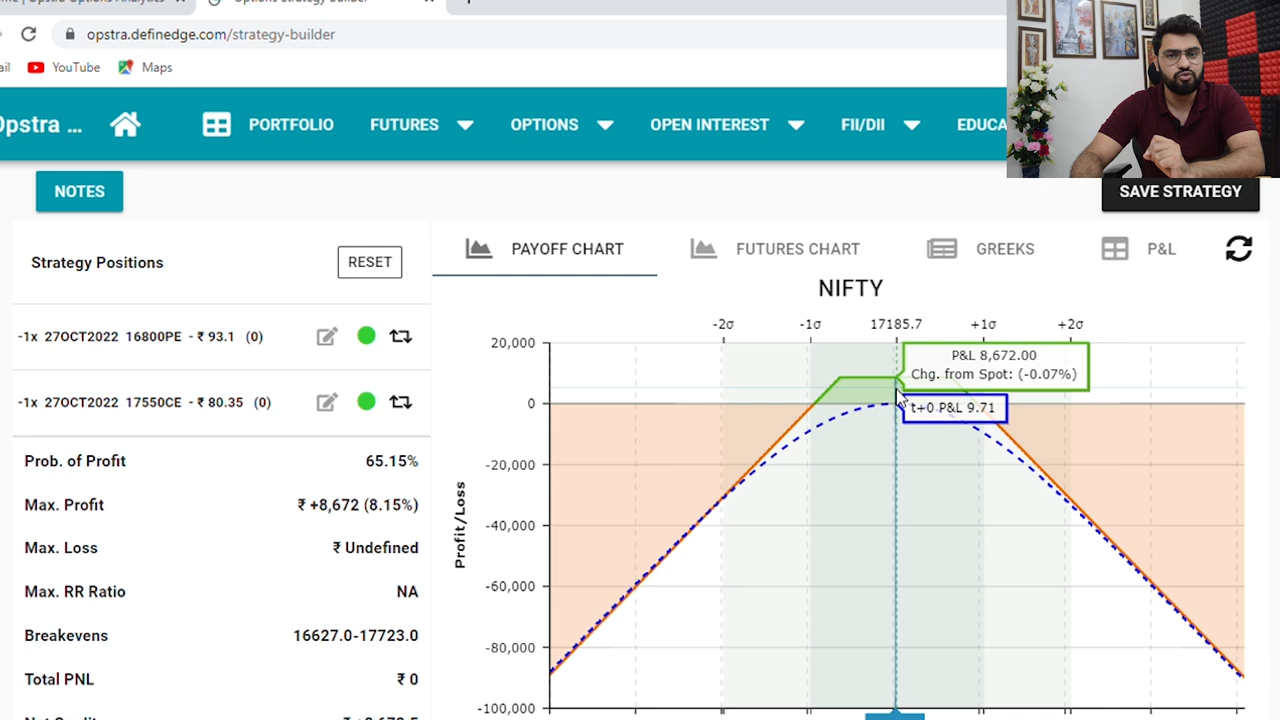 opstra.definedge.com/strategy-builder
YouTube Maps
Opstra ... PORTFOLIO FUTURES OPTIONS OPEN INTEREST FII/DII EDUCA
NOTES
SAVE STRATEGY
Strategy Positions RESET
PAYOFF CHART FUTURES CHART GREEKS P&L
NIFTY
-1x 27OCT2022 16800PE - ₹ 93.1 (0)
-1x 27OCT2022 17550CE - ₹ 80.35 (0)
Prob. of Profit 65.15%
Max. Profit ₹ +8,672 (8.15%)
Max. Loss ₹ Undefined
Max. RR Ratio NA
Breakevens 16627.0-17723.0
Total PNL ₹ 0
-2σ -1σ 17185.7 +1σ +2σ
P&L 8,672.00
Chg. from Spot: (-0.07%)
t+0 P&L 9.71
Profit/Loss
20,000
0
-20,000
-40,000
-60,000
-80,000
-100,000